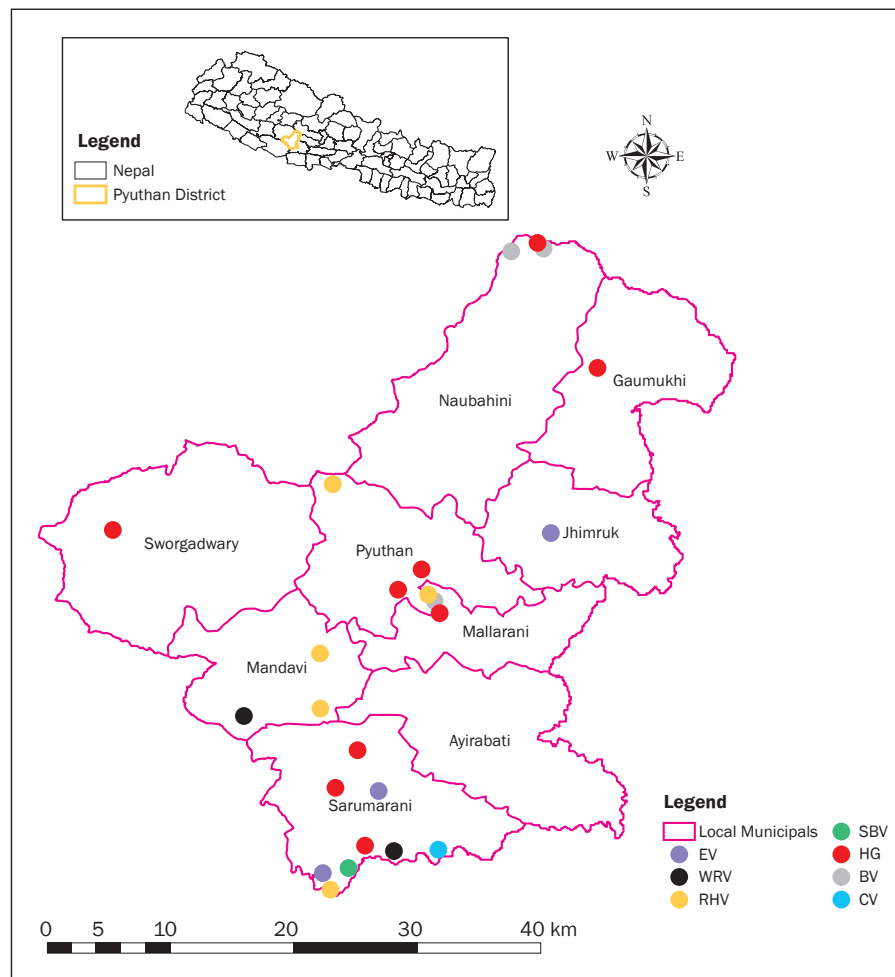 Legend
Nepal
Pyuthan District
N
W E
S
Naubahini
Gaumukhi
Sworgadwary
Pyuthan
Jhimruk
Mallarani
Mandavi
Ayirabati
Sarumarani
Legend
Local Municipals
EV
WRV
RHV
SBV
HG
BV
CV
0 5 10 20 30 40 km